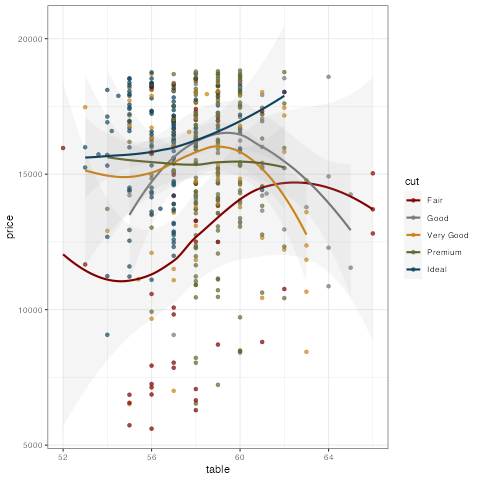 20000
15000
10000
5000
price
52
56
60
64
table
cut
Fair
Good
Very Good
Premium
Ideal